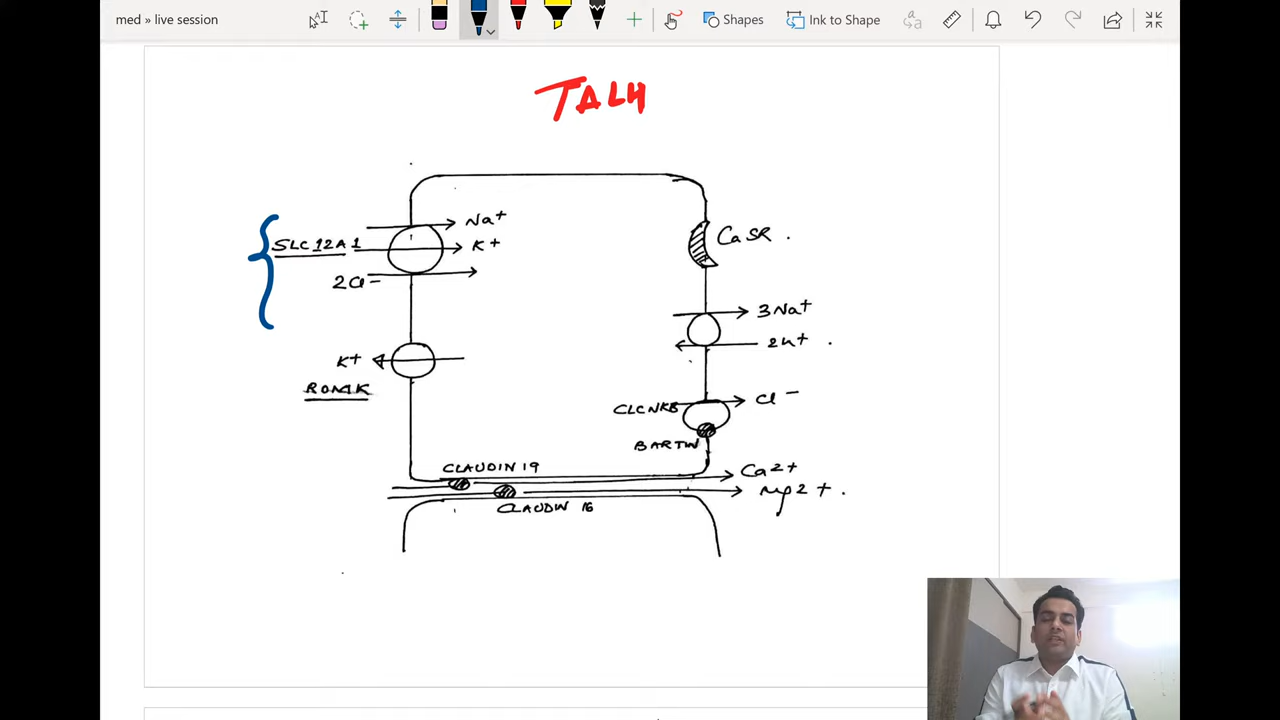 med » live session
Shapes
Ink to Shape
TALH
Na+
SLC12A1
K+
2Cl-
CaSR
3Na+
2K+
K+
ROMK
CLCNKB
Cl-
BARTIN
CLAUDIN 19
Ca2+
Mg2+
CLAUDIN 16